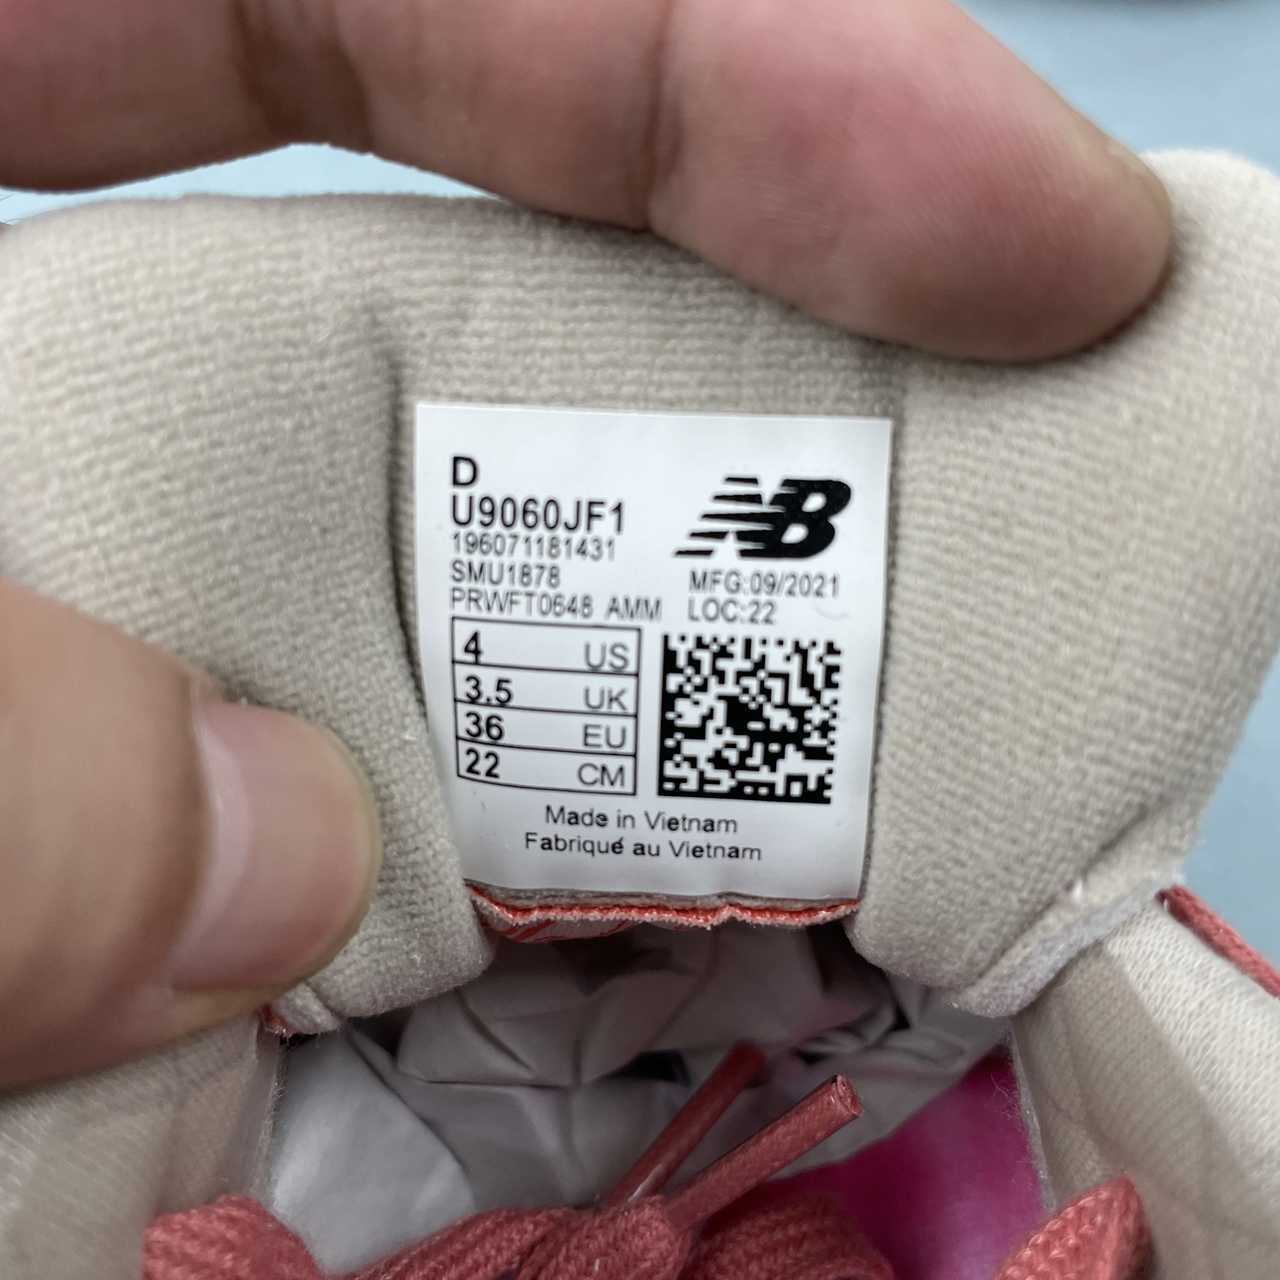 D
U9060JF1
196071181431
SMU1878
PRWFT0648 AMM
NB
MFG:09/2021
LOC:22
4 US
3.5 UK
36 EU
22 CM
Made in Vietnam
Fabriqué au Vietnam